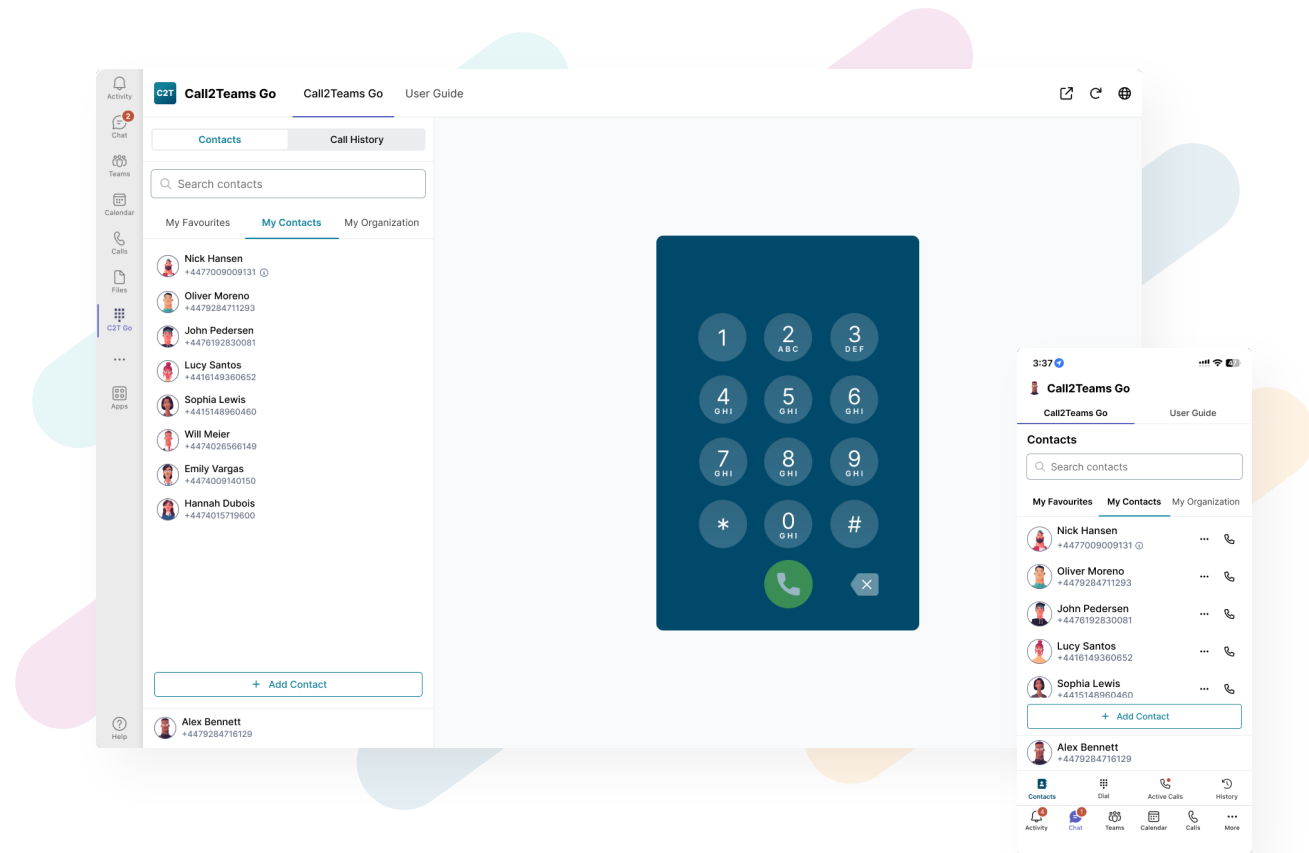 Activity
2
Chat
Teams
Calendar
Calls
Files
C2T Go
Apps
Help
C2T Call2Teams Go Call2Teams Go User Guide
Contacts Call History
Search contacts
My Favourites My Contacts My Organization
Nick Hansen
+4477009009131
Oliver Moreno
+4479284711293
John Pedersen
+4476192830081
Lucy Santos
+4416149360652
Sophia Lewis
+4415148960460
Will Meier
+4474026566149
Emily Vargas
+4474009140150
Hannah Dubois
+4474015719600
+ Add Contact
Alex Bennett
+4479284716129
1 2 3
ABC DEF
4 5 6
GHI GHI GHI
7 8 9
GHI GHI GHI
* 0 #
GHI
3:37
Call2Teams Go
Call2Teams Go User Guide
Contacts
Search contacts
My Favourites My Contacts My Organization
Nick Hansen
+4477009009131
Oliver Moreno
+4479284711293
John Pedersen
+4476192830081
Lucy Santos
+4416149360652
Sophia Lewis
+4415148960460
+ Add Contact
Alex Bennett
+4479284716129
Contacts Dial Active Calls History
4 1
Activity Chat Teams Calendar Calls More